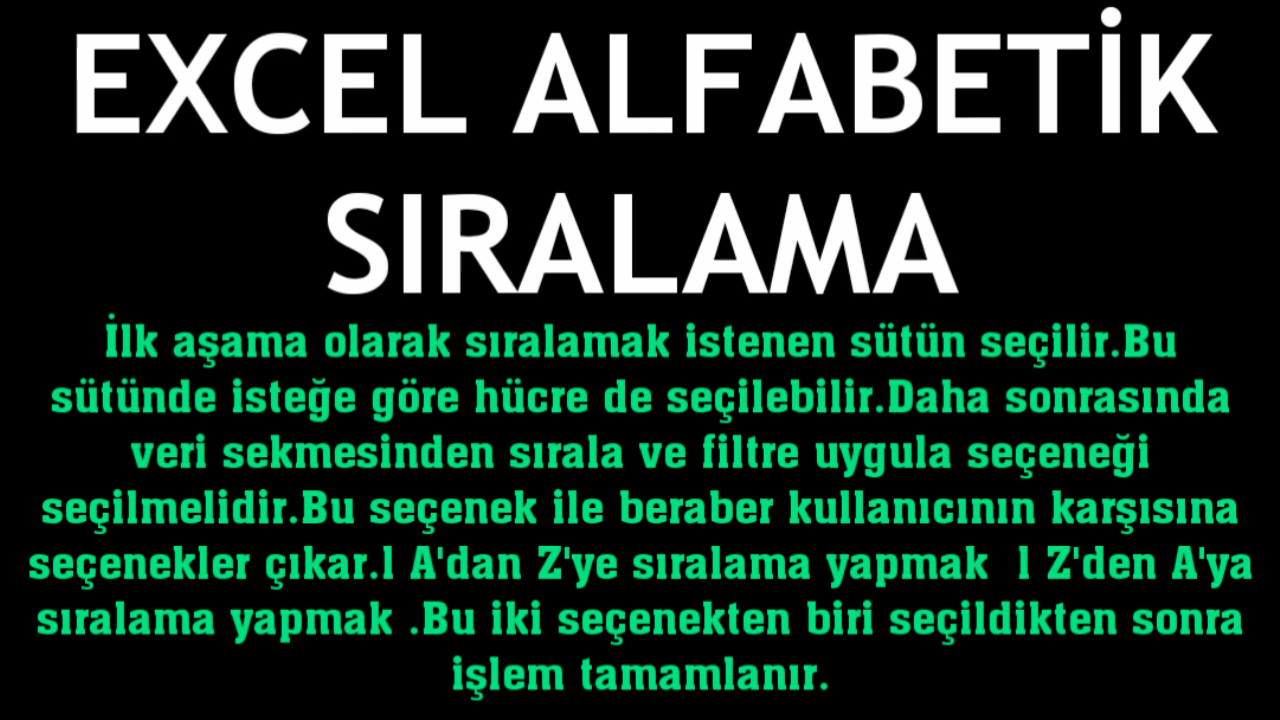 EXCEL ALFABETİK
SIRALAMA
İlk aşama olarak sıralamak istenen sütün seçilir.Bu
sütünde isteğe göre hücre de seçilebilir.Daha sonrasında
veri sekmesinden sırala ve filtre uygula seçeneği
seçilmelidir.Bu seçenek ile beraber kullanıcının karşısına
seçenekler çıkar.l A'dan Z'ye sıralama yapmak  l Z'den A'ya
sıralama yapmak .Bu iki seçenekten biri seçildikten sonra
işlem tamamlanır.